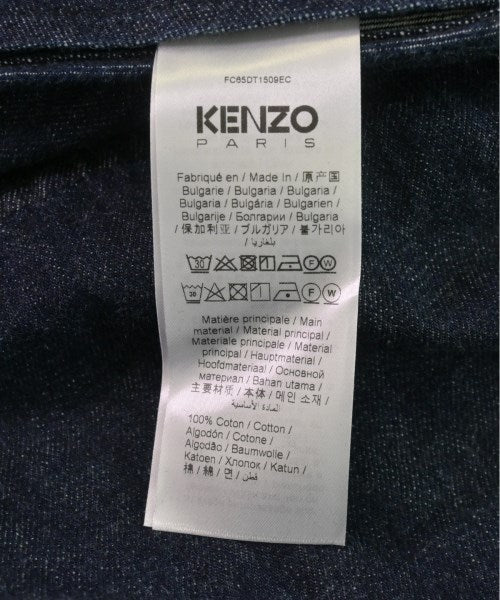 FC65DT1509EC
KENZO
PARIS
Fabriqué en / Made In / 原产国
Bulgarie / Bulgaria / Bulgaria /
Bulgaria / Bulgária / Bulgarien /
Bulgarije / Болгарии / Bulgaria
/ 保加利亚 / ブルガリア / 불가리아
/ بلغاريا
30 F W
30 F W
Matière principale / Main
material / Material principal /
Materiale principale / Material
principal / Hauptmaterial /
Hoofdmateriaal / Основной
материал / Bahan utama /
主要材质 / 本体 / 메인 소재 /
المادة الأساسية
100% Coton / Cotton /
Algodón / Cotone /
Algodão / Baumwolle /
Katoen / Хлопок / Katun /
棉 / 綿 / 면 / قطن